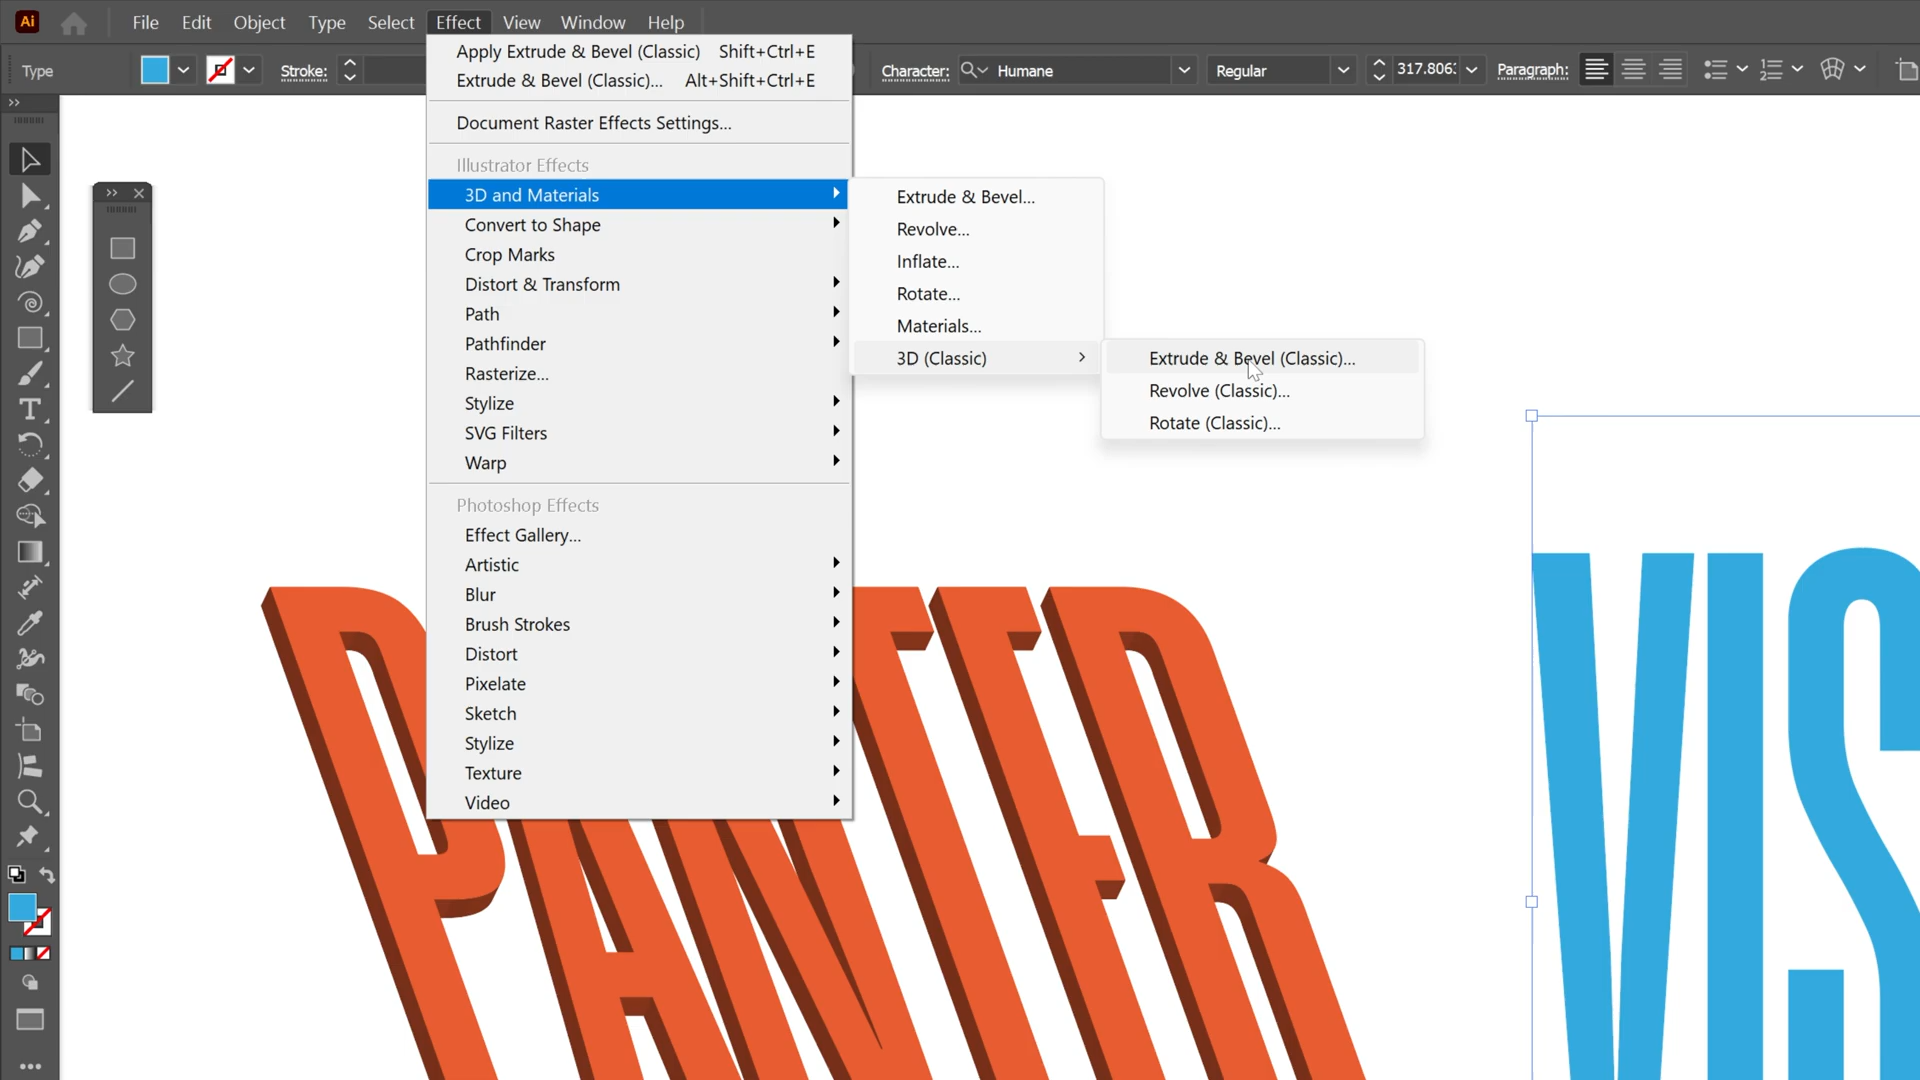 Ai File Edit Object Type Select Effect View Window Help
Type Stroke: Character: Humane Regular 317.806 Paragraph:
Apply Extrude & Bevel (Classic) Shift+Ctrl+E
Extrude & Bevel (Classic)... Alt+Shift+Ctrl+E
Document Raster Effects Settings...
Illustrator Effects
3D and Materials
Convert to Shape
Crop Marks
Distort & Transform
Path
Pathfinder
Rasterize...
Stylize
SVG Filters
Warp
Photoshop Effects
Effect Gallery...
Artistic
Blur
Brush Strokes
Distort
Pixelate
Sketch
Stylize
Texture
Video
Extrude & Bevel...
Revolve...
Inflate...
Rotate...
Materials...
3D (Classic)
Extrude & Bevel (Classic)...
Revolve (Classic)...
Rotate (Classic)...
PANTER
VIS